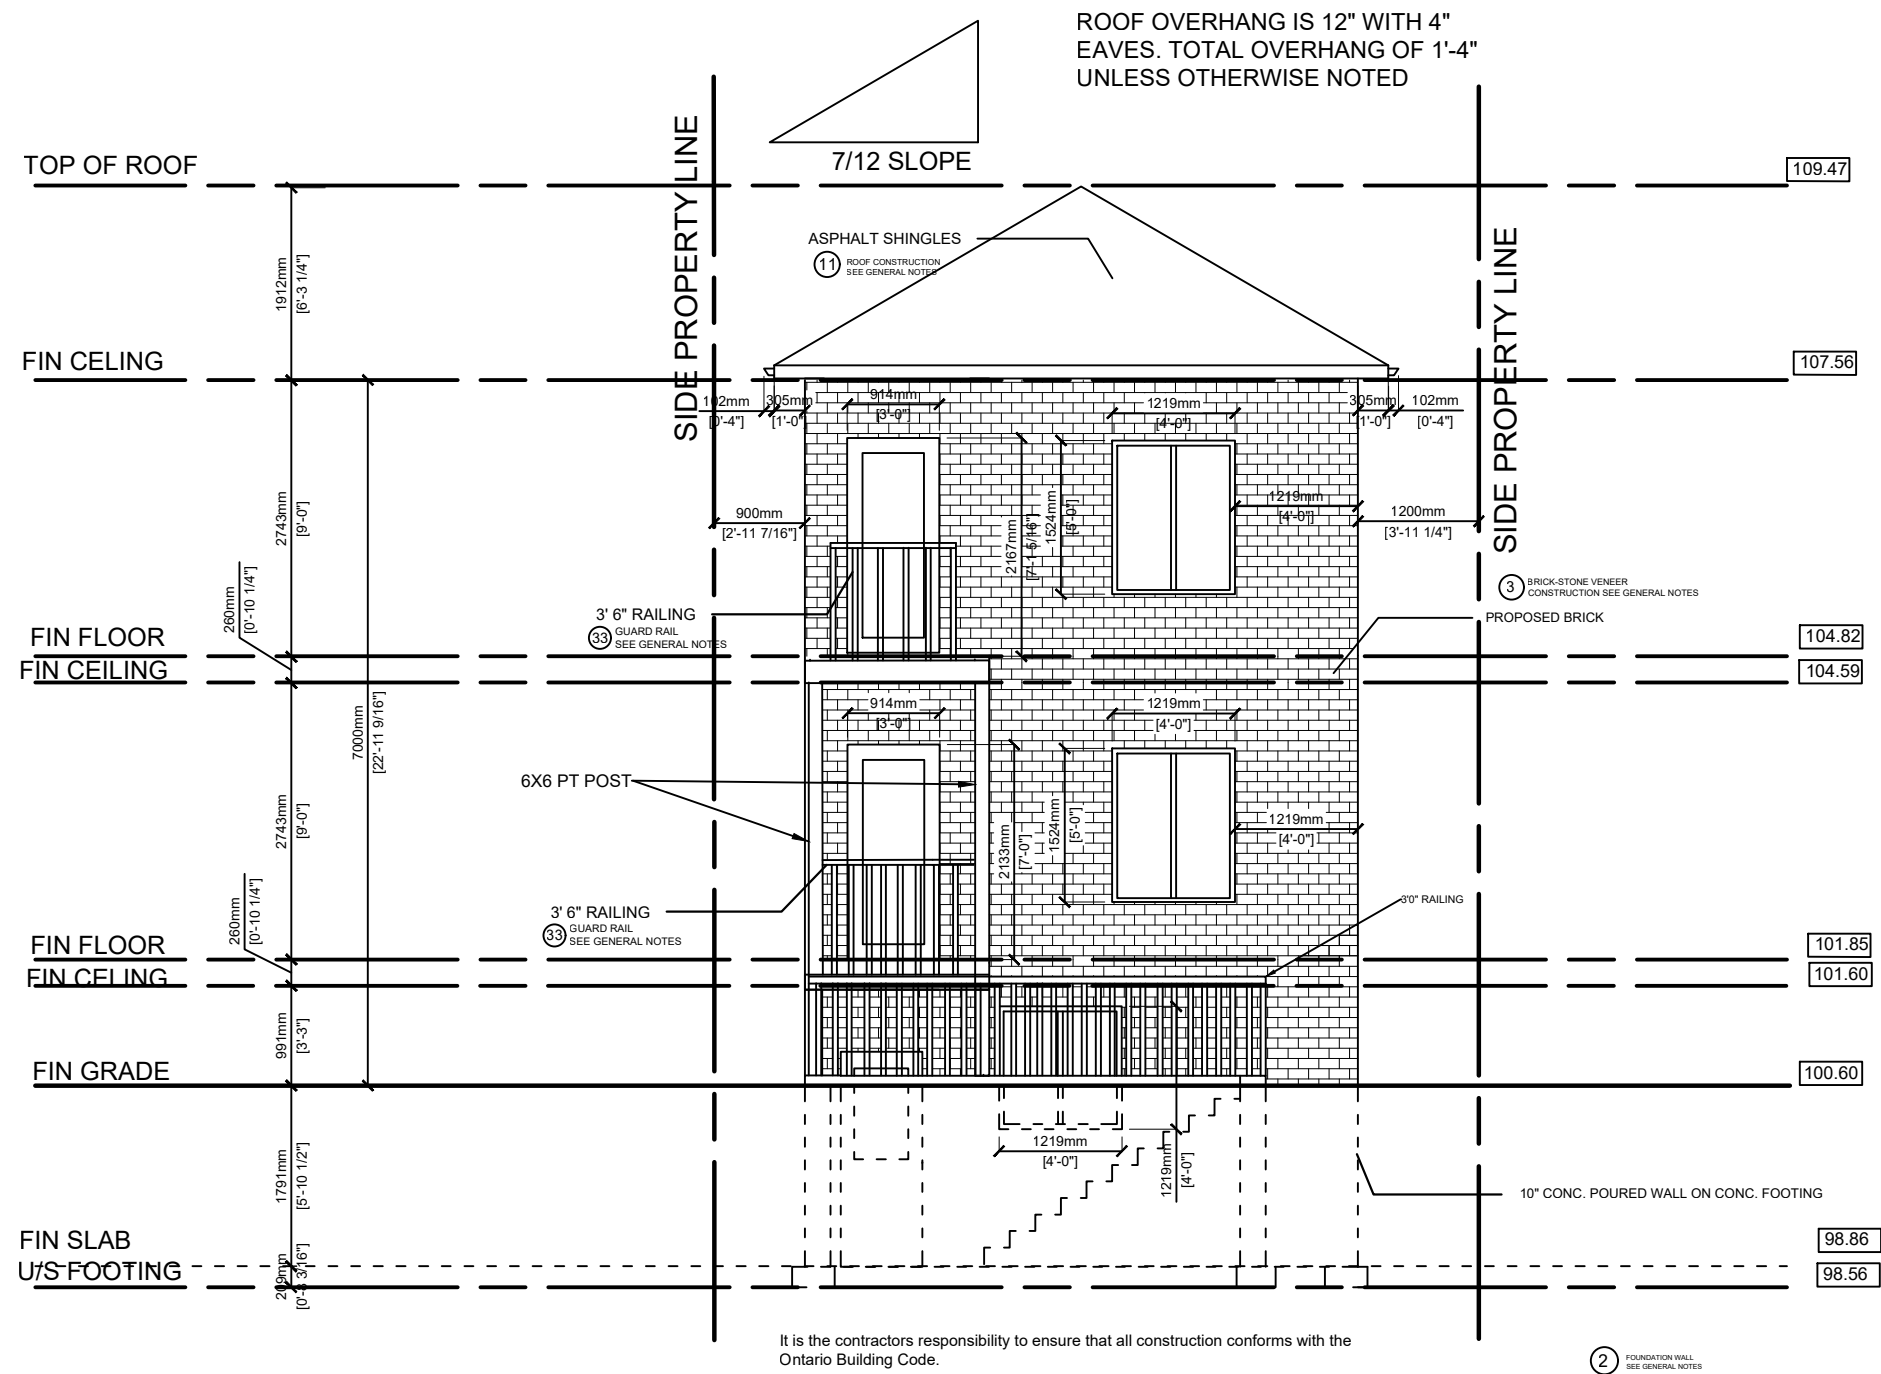 ROOF OVERHANG IS 12" WITH 4"
EAVES. TOTAL OVERHANG OF 1'-4"
UNLESS OTHERWISE NOTED
7/12 SLOPE
TOP OF ROOF
109.47
SIDE PROPERTY LINE
SIDE PROPERTY LINE
ASPHALT SHINGLES
11
ROOF CONSTRUCTION
SEE GENERAL NOTES
1912mm
[6'-3 1/4"]
FIN CELING
107.56
102mm
[0'-4"]
305mm
[1'-0"]
914mm
[3'-0"]
1219mm
[4'-0"]
305mm
[1'-0"]
102mm
[0'-4"]
2743mm
[9'-0"]
900mm
[2'-11 7/16"]
2167mm
[7'-1 5/16"]
1524mm
[5'-0"]
1219mm
[4'-0"]
1200mm
[3'-11 1/4"]
3
BRICK-STONE VENEER
CONSTRUCTION SEE GENERAL NOTES
PROPOSED BRICK
260mm
[0'-10 1/4"]
3' 6" RAILING
33
GUARD RAIL
SEE GENERAL NOTES
FIN FLOOR
104.82
FIN CEILING
104.59
7000mm
[22'-11 9/16"]
914mm
[3'-0"]
1219mm
[4'-0"]
6X6 PT POST
2743mm
[9'-0"]
2133mm
[7'-0"]
1524mm
[5'-0"]
1219mm
[4'-0"]
260mm
[0'-10 1/4"]
3' 6" RAILING
33
GUARD RAIL
SEE GENERAL NOTES
3'0" RAILING
FIN FLOOR
101.85
FIN CELING
101.60
991mm
[3'-3"]
FIN GRADE
100.60
1219mm
[4'-0"]
1219mm
[4'-0"]
1791mm
[5'-10 1/2"]
10" CONC. POURED WALL ON CONC. FOOTING
FIN SLAB
98.86
U/S FOOTING
98.56
209mm
[0'-8 3/16"]
It is the contractors responsibility to ensure that all construction conforms with the
Ontario Building Code.
2
FOUNDATION WALL
SEE GENERAL NOTES